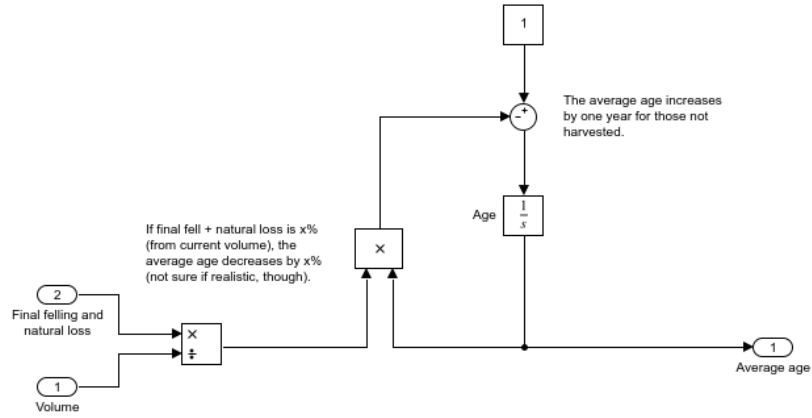 1
The average age increases
by one year for those not
harvested.
Age
1
s
If final fell + natural loss is x%
(from current volume), the
average age decreases by x%
(not sure if realistic, though).
2
Final felling and
natural loss
1
Volume
×
÷
×
- +
1
Average age